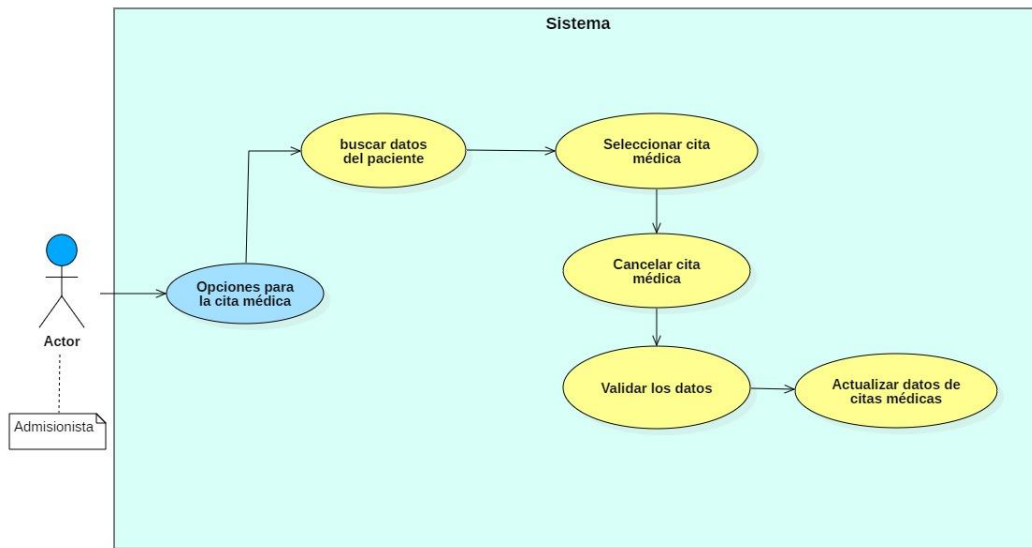 Sistema
buscar datos
del paciente
Seleccionar cita
médica
Cancelar cita
médica
Opciones para
la cita médica
Actor
Validar los datos
Actualizar datos de
citas médicas
Admisionista